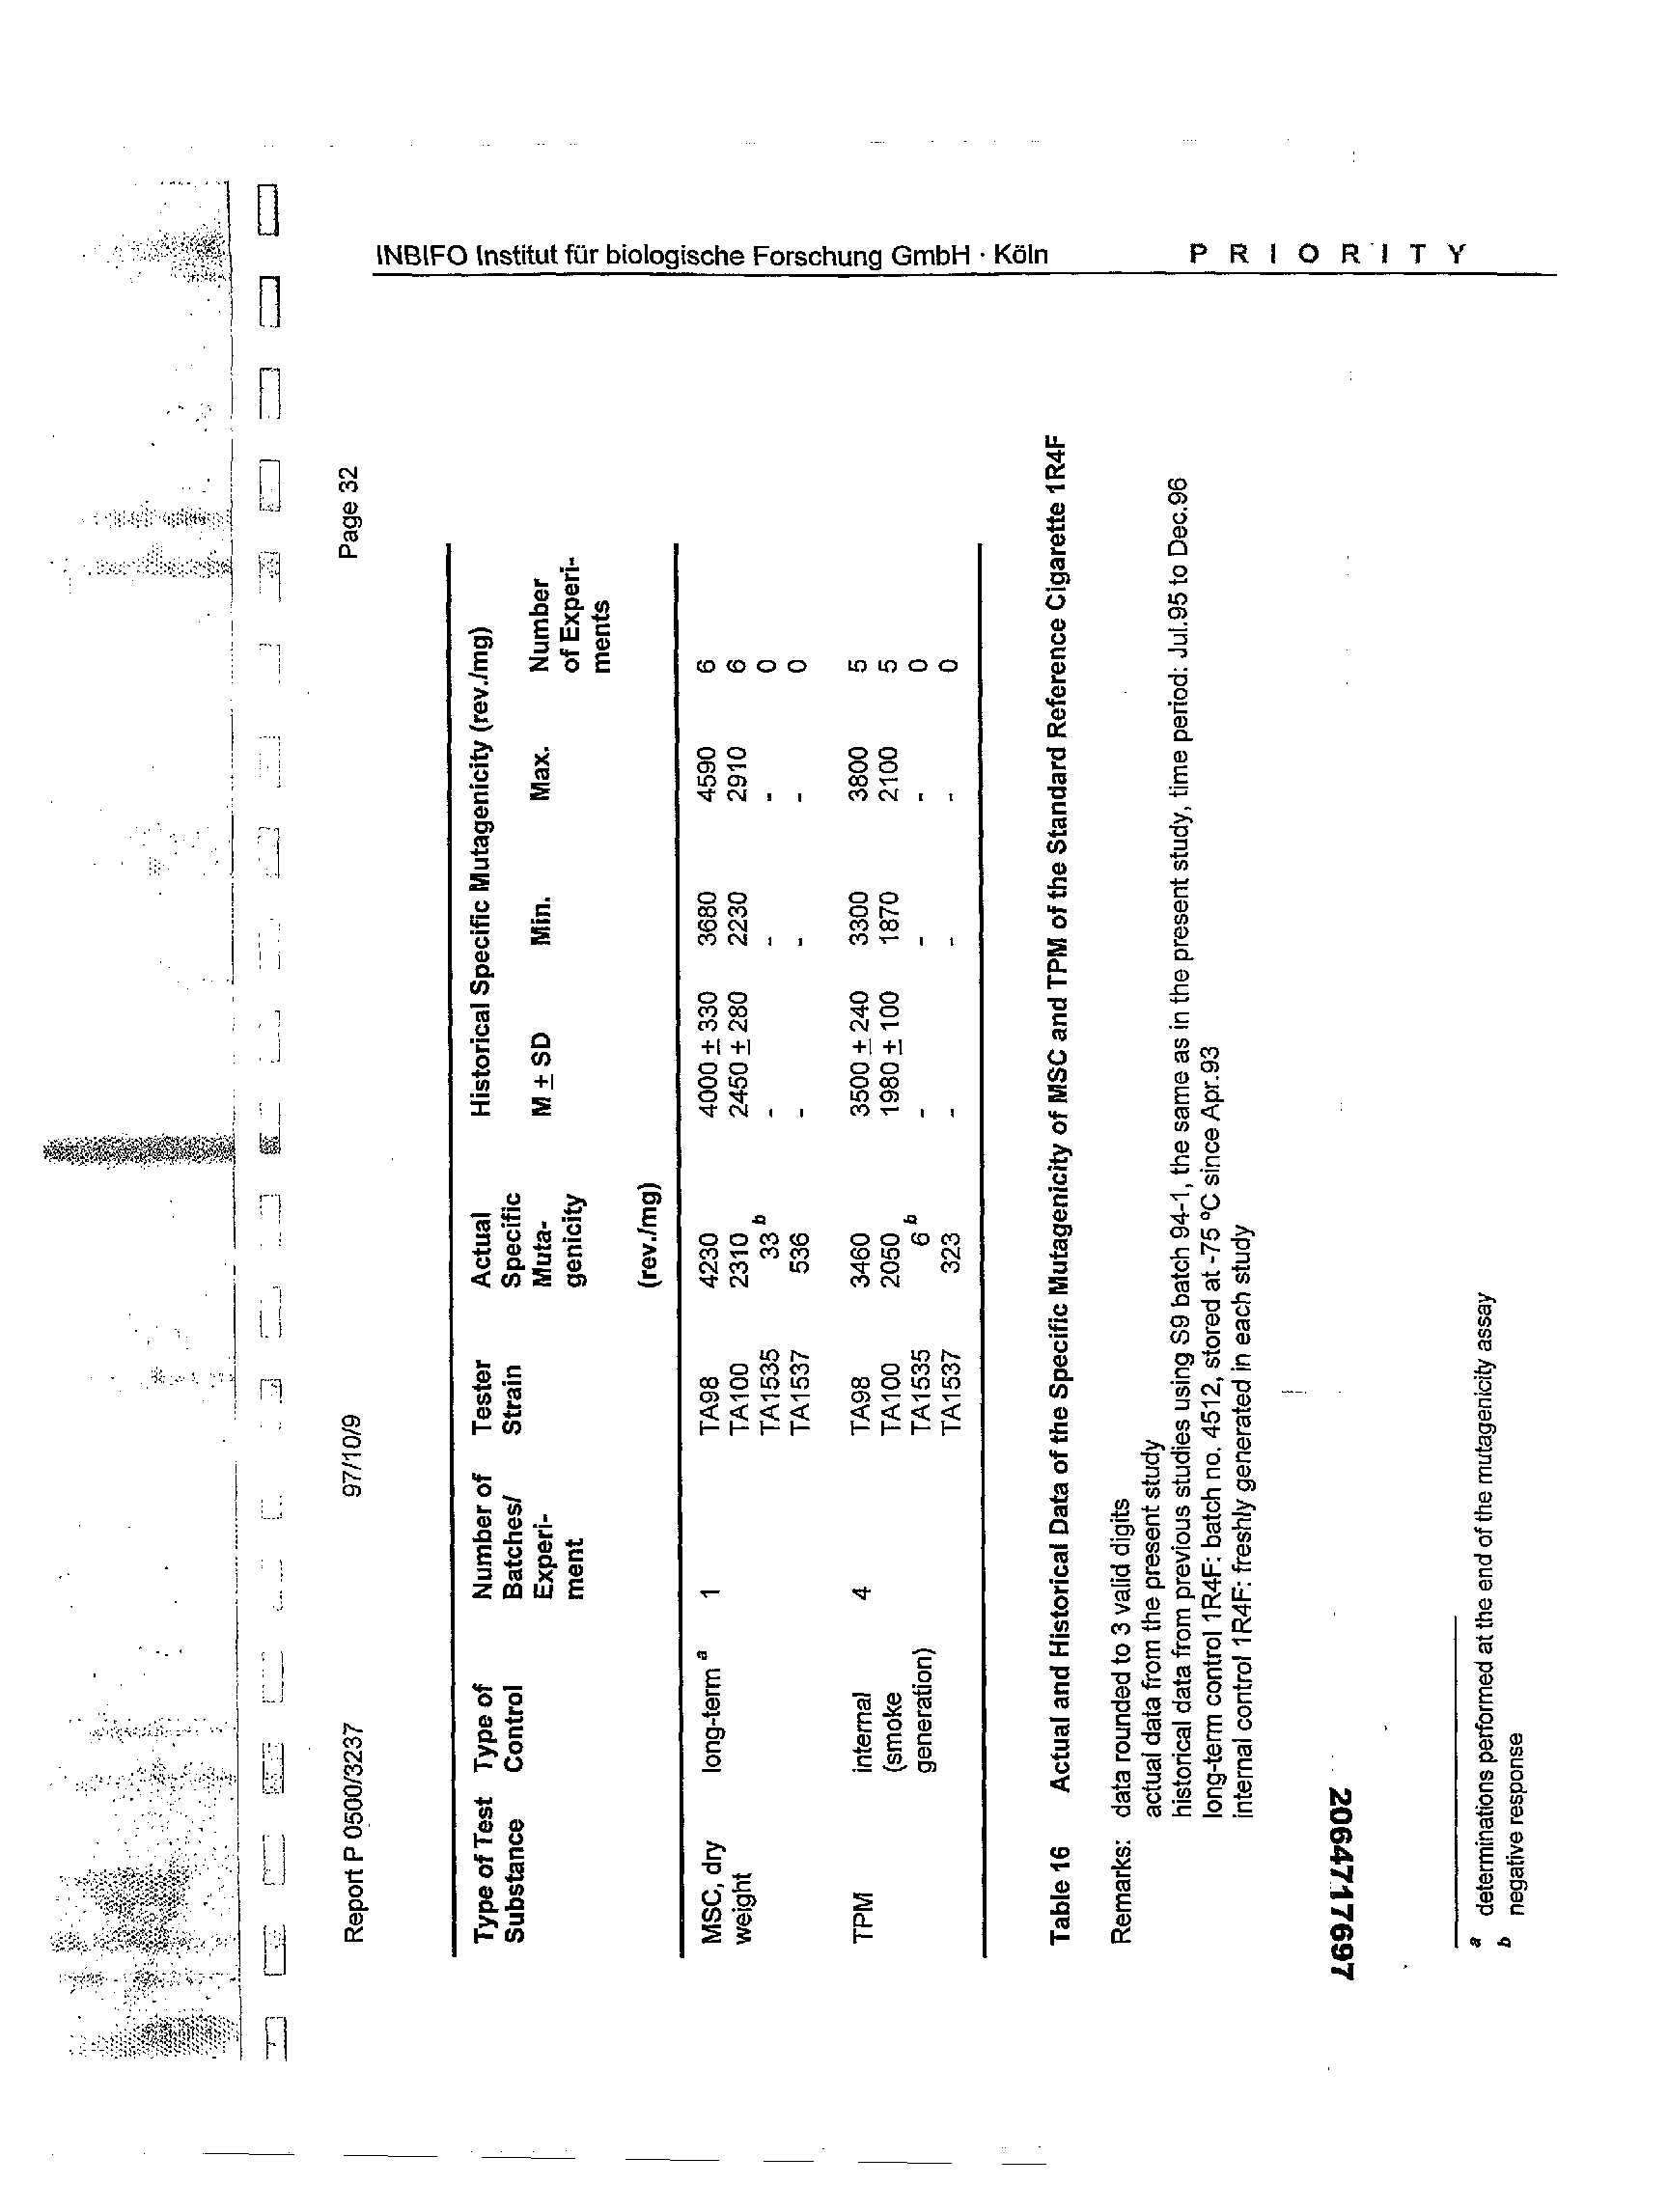 INBIFO Institut für biologische Forschung GmbH · Köln PRIORITY
Report P 0500/3237 97/10/9 Page 32
Type of Test Type of Number of Tester Actual Historical Specific Mutagenicity (rev./mg)
Substance Control Batches/ Strain Specific
Experi- Muta- M ± SD Min. Max. Number
ment genicity of Experi-
ments
(rev./mg)
MSC, dry long-term a 1 TA98 4230 4000 ± 330 3680 4590 6
weight TA100 2310 2450 ± 280 2230 2910 6
TA1535 33 b - - - 0
TA1537 536 - - - 0
TPM internal 4 TA98 3460 3500 ± 240 3300 3800 5
(smoke TA100 2050 1980 ± 100 1870 2100 5
generation) TA1535 6 b - - - 0
TA1537 323 - - - 0
Table 16 Actual and Historical Data of the Specific Mutagenicity of MSC and TPM of the Standard Reference Cigarette 1R4F
Remarks: data rounded to 3 valid digits
actual data from the present study
historical data from previous studies using S9 batch 94-1, the same as in the present study, time period: Jul.95 to Dec.96
long-term control 1R4F: batch no. 4512, stored at -75 °C since Apr.93
internal control 1R4F: freshly generated in each study
2064717697
a determinations performed at the end of the mutagenicity assay
b negative response